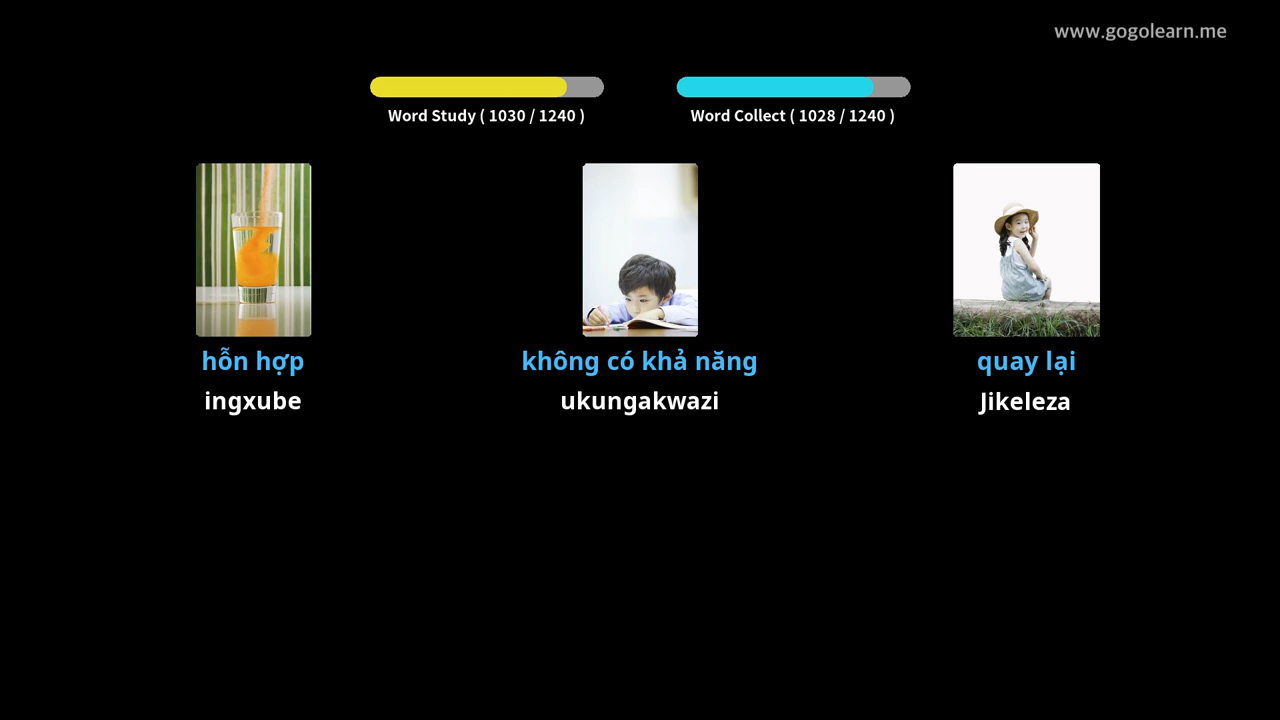 www.gogolearn.me
Word Study ( 1030 / 1240 )
Word Collect ( 1028 / 1240 )
hỗn hợp
ingxube
không có khả năng
ukungakwazi
quay lại
Jikeleza